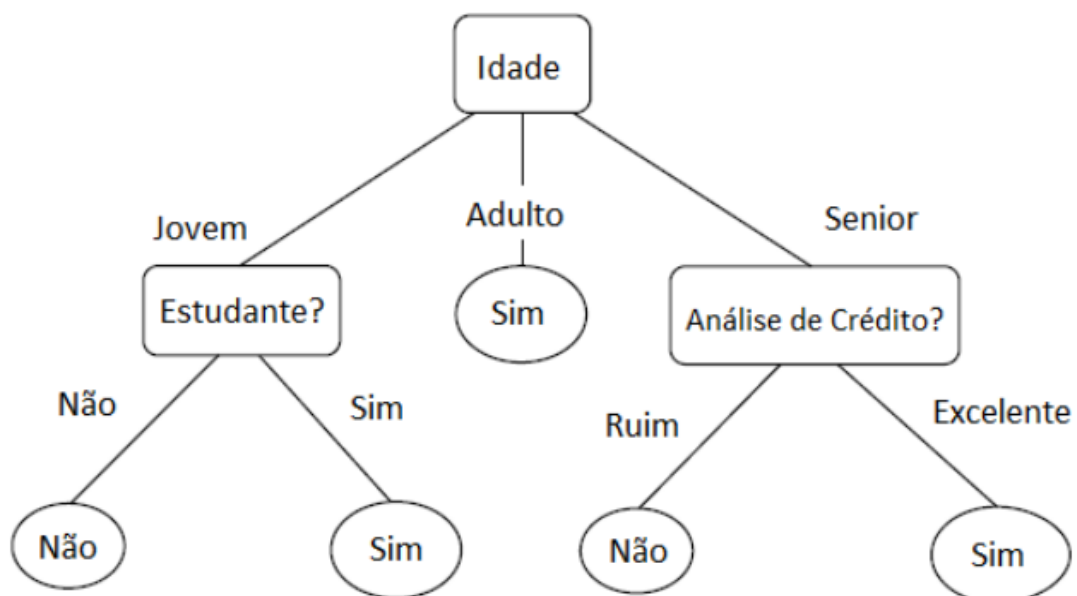 Idade
Jovem
Adulto
Senior
Estudante?
Sim
Análise de Crédito?
Não
Sim
Ruim
Excelente
Não
Sim
Não
Sim